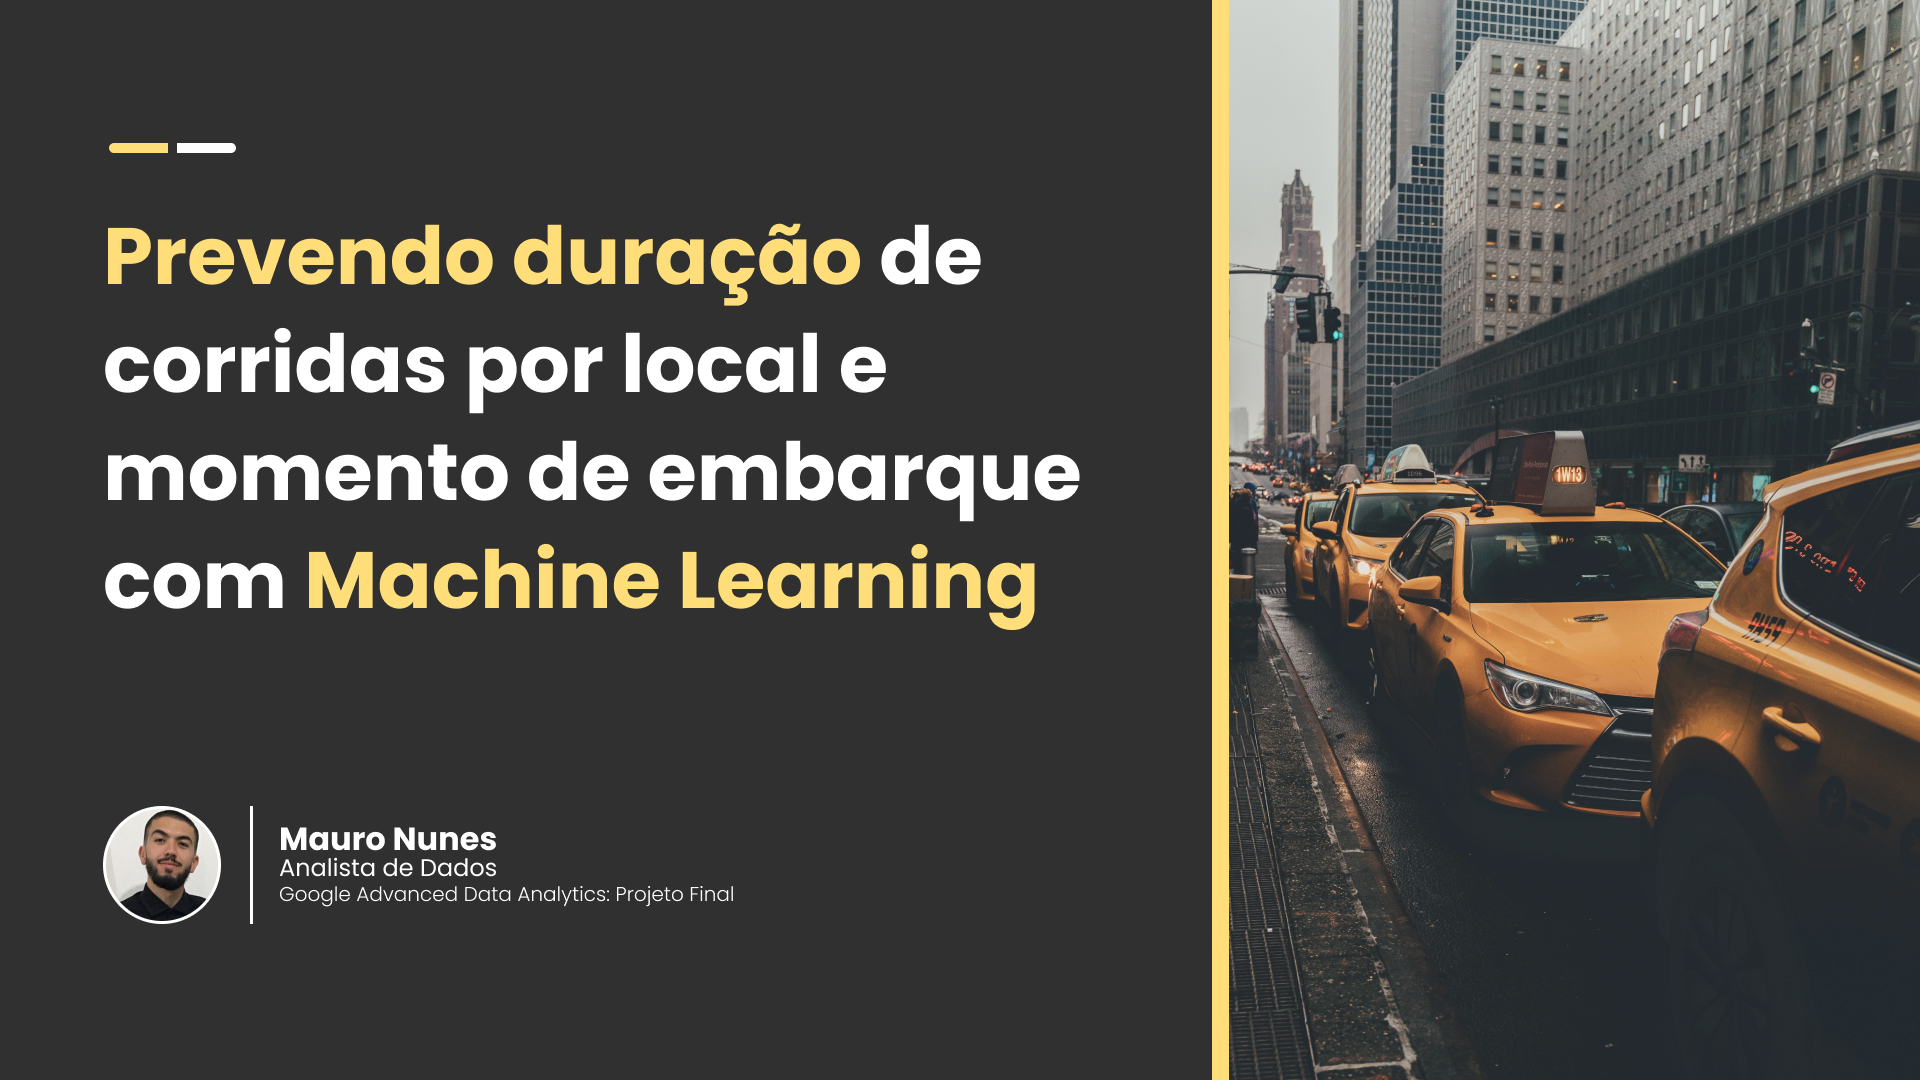 Prevendo duração de
corridas por local e
momento de embarque
com Machine Learning
Mauro Nunes
Analista de Dados
Google Advanced Data Analytics: Projeto Final
1W13